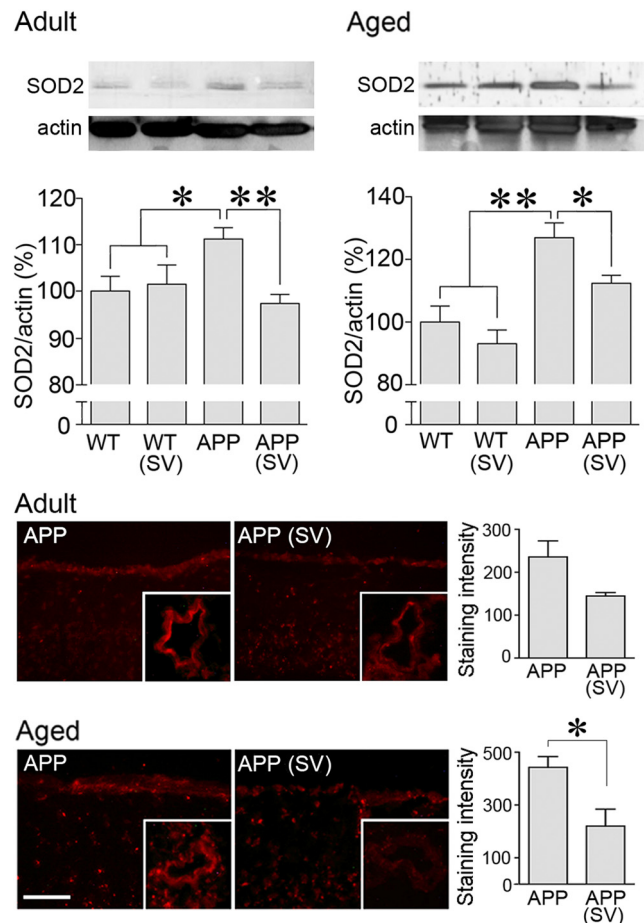 Adult
Aged
SOD2
actin
SOD2
actin
**
*
SOD2/actin (%)
120
110
100
90
80
0
WT
WT (SV)
APP
APP (SV)
* **
SOD2/actin (%)
140
120
100
80
0
WT
WT (SV)
APP
APP (SV)
** *
Adult
APP
APP (SV)
Staining intensity
300
200
100
0
APP
APP (SV)
Aged
APP
APP (SV)
*
Staining intensity
500
300
100
0
APP
APP (SV)